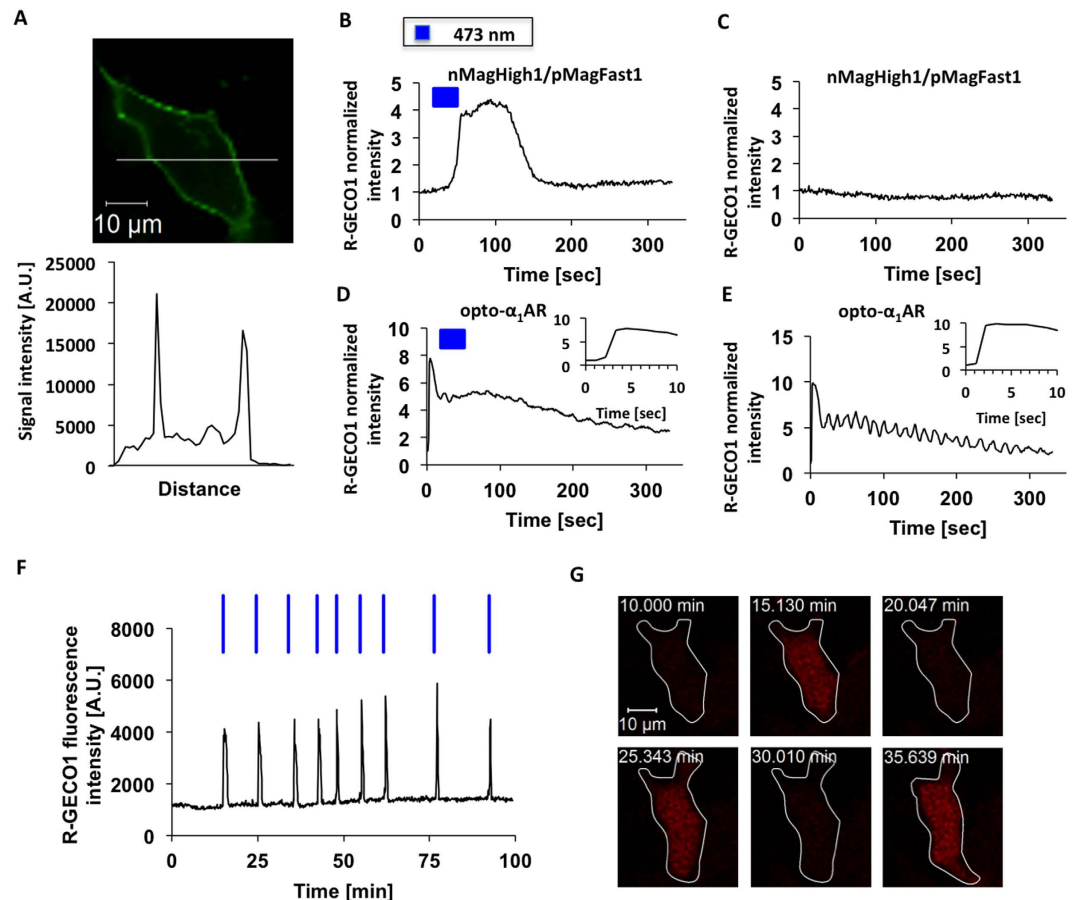 A
10 µm
25000
20000
15000
10000
5000
0
Signal intensity [A.U.]
Distance
B
473 nm
nMagHigh1/pMagFast1
5
4
3
2
1
0
R-GECO1 normalized
intensity
0 100 200 300
Time [sec]
C
nMagHigh1/pMagFast1
5
4
3
2
1
0
R-GECO1 normalized
intensity
0 100 200 300
Time [sec]
D
opto-α1AR
10
8
6
4
2
0
R-GECO1 normalized
intensity
0 100 200 300
Time [sec]
10
5
0
0 5 10
Time [sec]
E
opto-α1AR
15
10
5
0
R-GECO1 normalized
intensity
0 100 200 300
Time [sec]
10
5
0
0 5 10
Time [sec]
F
8000
6000
4000
2000
0
R-GECO1 fluorescence
intensity [A.U.]
0 25 50 75 100
Time [min]
G
10.000 min
15.130 min
20.047 min
10 µm
25.343 min
30.010 min
35.639 min